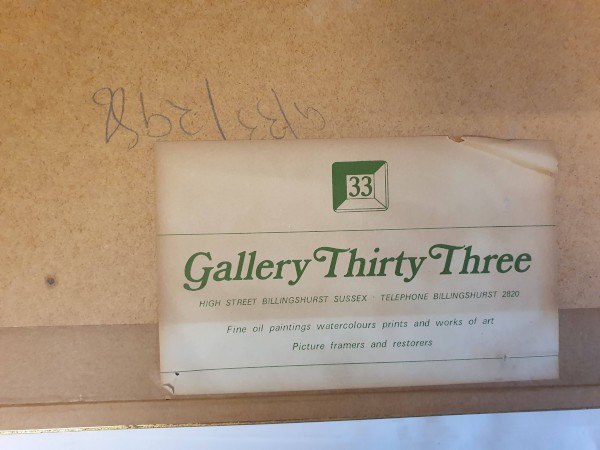 33
Gallery Thirty Three
HIGH STREET BILLINGSHURST SUSSEX · TELEPHONE BILLINGSHURST 2820
Fine oil paintings watercolours prints and works of art
Picture framers and restorers